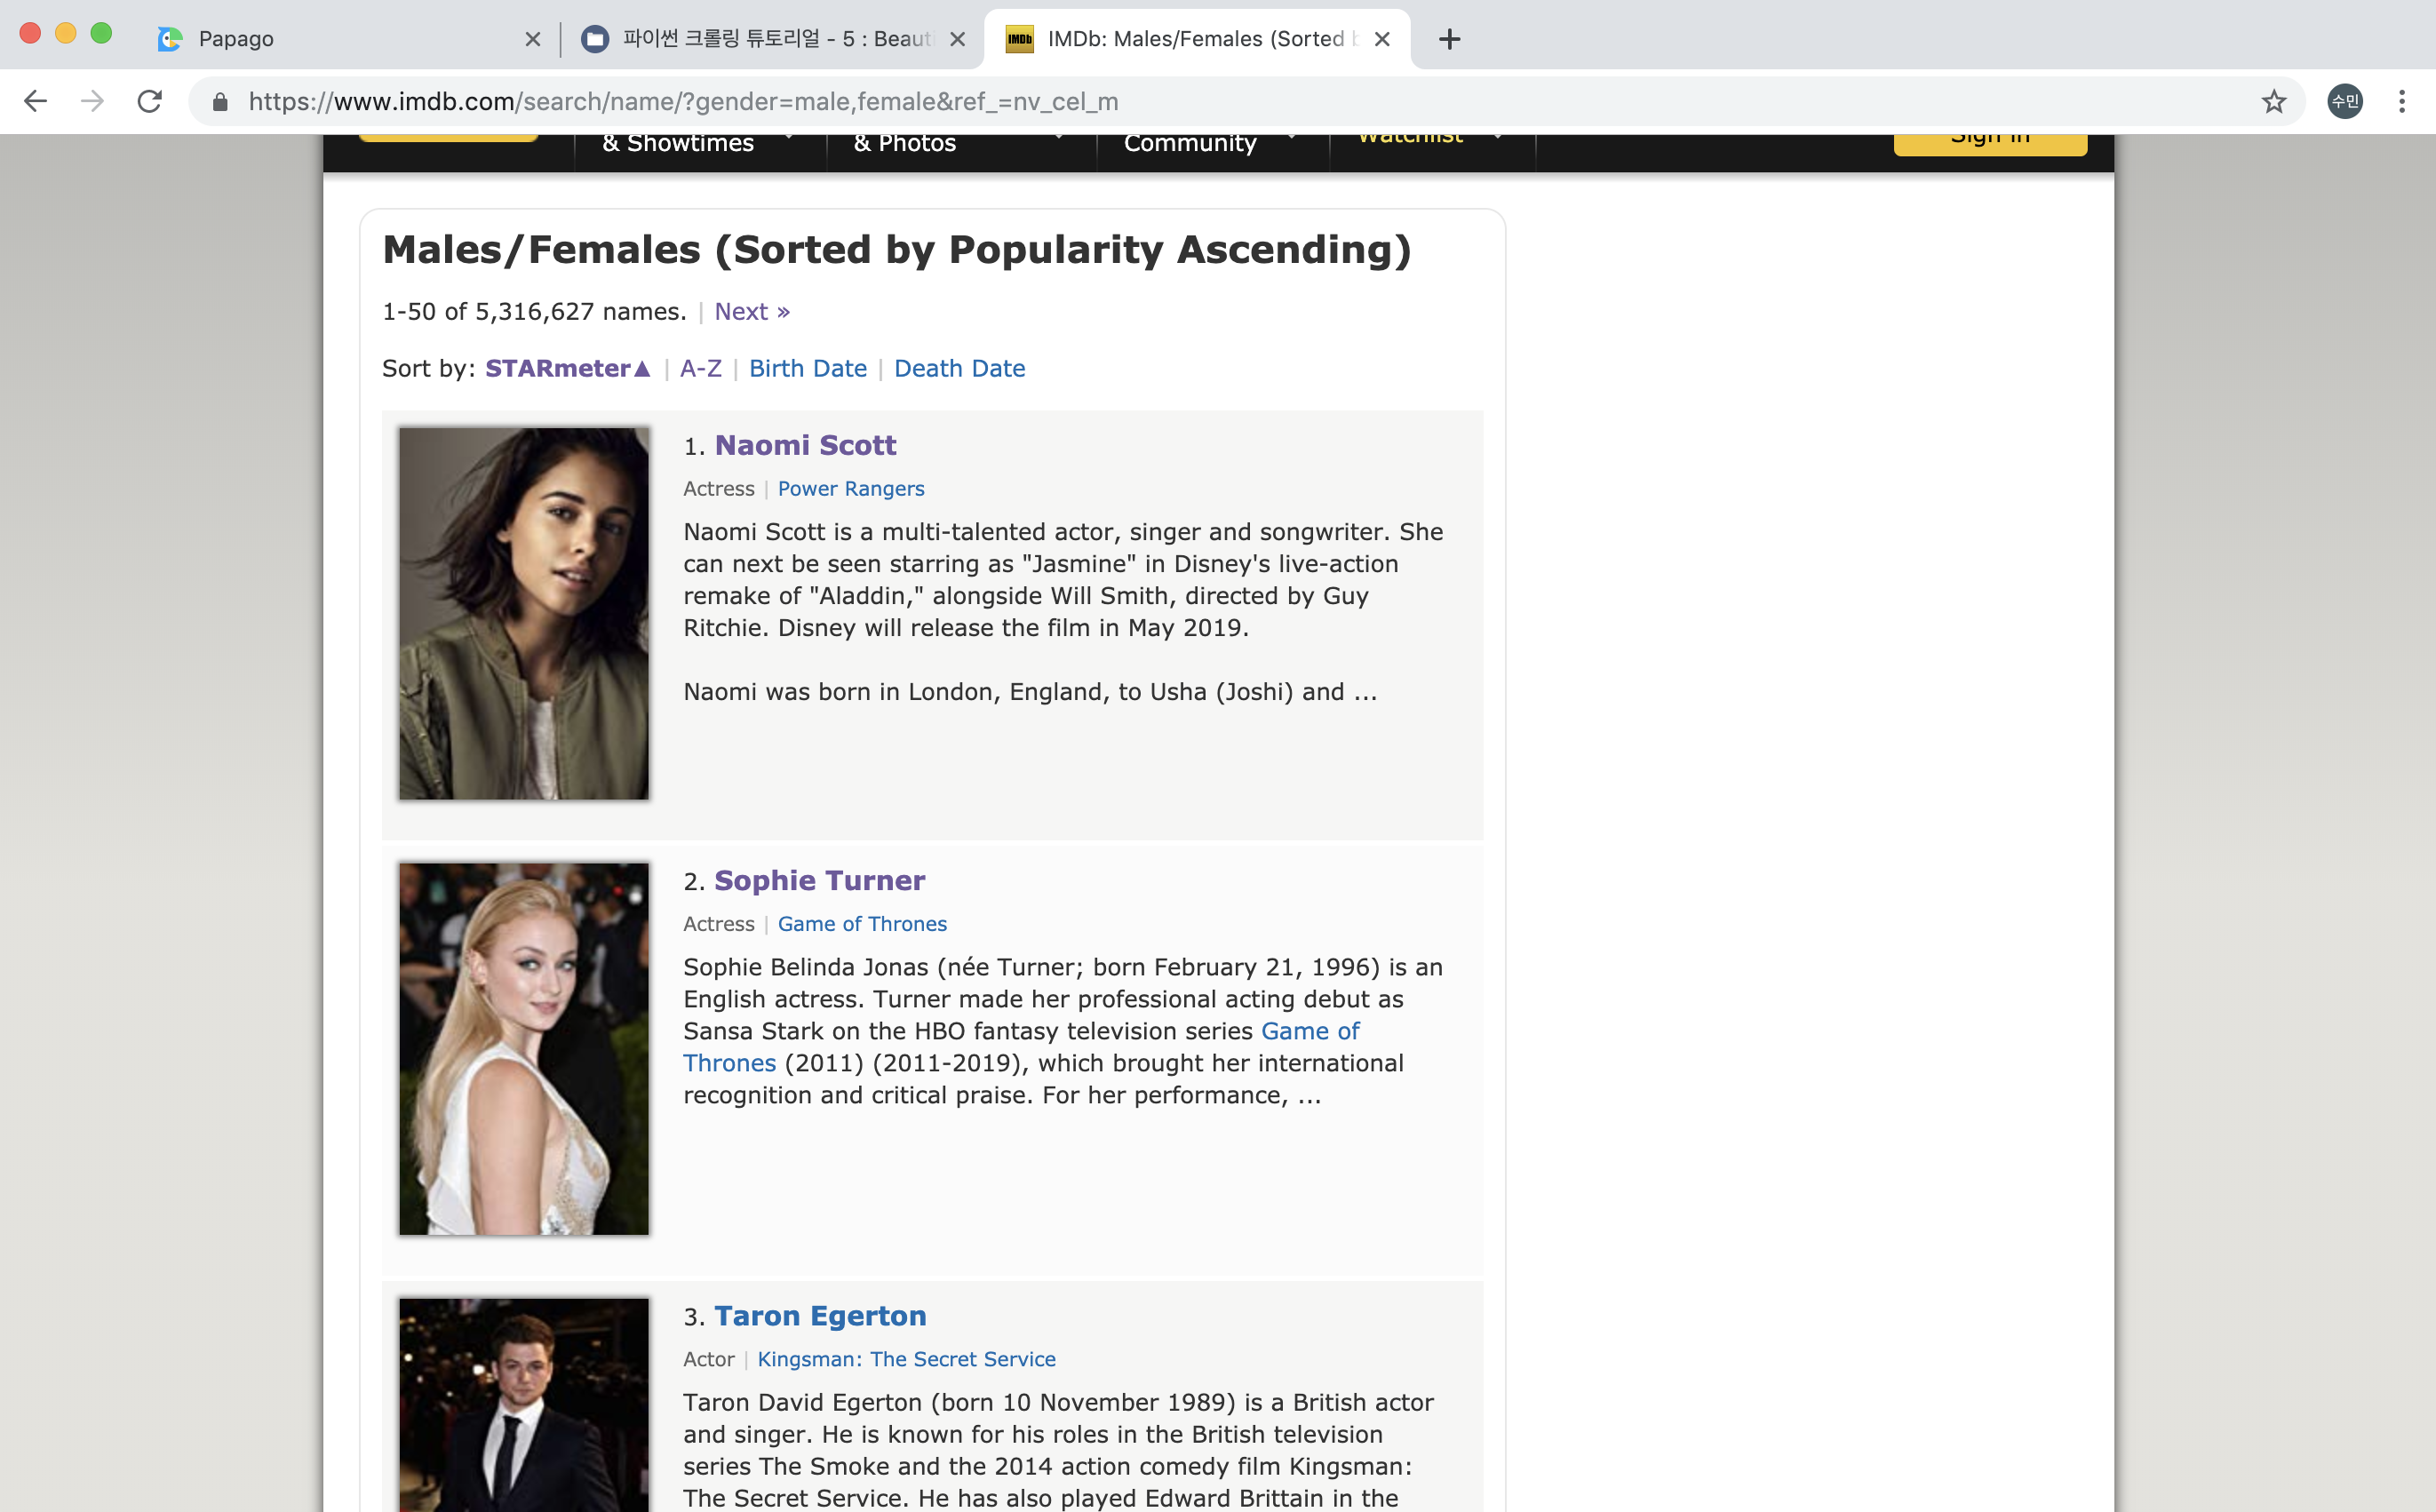 Papago
파이썬 크롤링 튜토리얼 - 5 : Beaut
IMDb
IMDb: Males/Females (Sorted b
https://www.imdb.com/search/name/?gender=male,female&ref_=nv_cel_m
수민
& Showtimes
& Photos
Community
Watchlist
Sign in
Males/Females (Sorted by Popularity Ascending)
1-50 of 5,316,627 names. | Next »
Sort by: STARmeter▲ | A-Z | Birth Date | Death Date
1. Naomi Scott
Actress | Power Rangers
Naomi Scott is a multi-talented actor, singer and songwriter. She
can next be seen starring as "Jasmine" in Disney's live-action
remake of "Aladdin," alongside Will Smith, directed by Guy
Ritchie. Disney will release the film in May 2019.
Naomi was born in London, England, to Usha (Joshi) and ...
2. Sophie Turner
Actress | Game of Thrones
Sophie Belinda Jonas (née Turner; born February 21, 1996) is an
English actress. Turner made her professional acting debut as
Sansa Stark on the HBO fantasy television series Game of
Thrones (2011) (2011-2019), which brought her international
recognition and critical praise. For her performance, ...
3. Taron Egerton
Actor | Kingsman: The Secret Service
Taron David Egerton (born 10 November 1989) is a British actor
and singer. He is known for his roles in the British television
series The Smoke and the 2014 action comedy film Kingsman:
The Secret Service. He has also played Edward Brittain in the